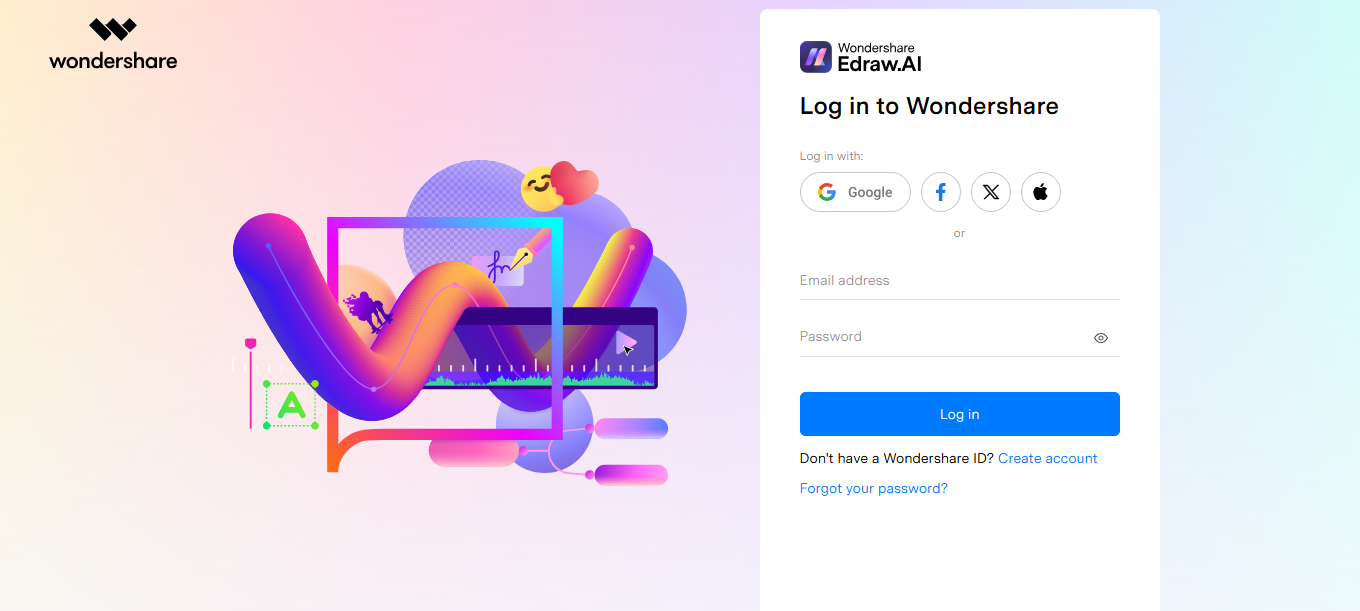 wondershare
Wondershare
Edraw.AI
Log in to Wondershare
Log in with:
Google
or
Email address
Password
Log in
Don't have a Wondershare ID? Create account
Forgot your password?
A